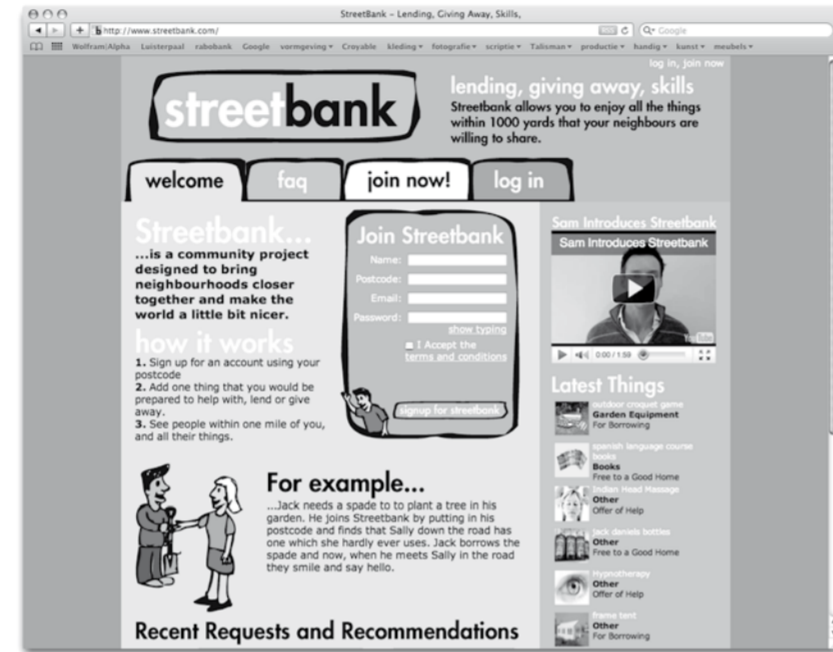 StreetBank – Lending, Giving Away, Skills,
http://www.streetbank.com/
RSS
Google
Wolfram|Alpha Luisterpaal rabobank Google vormgeving Croyable kleding fotografie scriptie Talisman productie handig kunst meubels
log in, join now
streetbank
lending, giving away, skills
Streetbank allows you to enjoy all the things
within 1000 yards that your neighbours are
willing to share.
welcome
faq
join now!
log in
Streetbank...
...is a community project
designed to bring
neighbourhoods closer
together and make the
world a little bit nicer.
how it works
1. Sign up for an account using your
postcode
2. Add one thing that you would be
prepared to help with, lend or give
away.
3. See people within one mile of you,
and all their things.
Join Streetbank
Name:
Postcode:
Email:
Password:
show typing
I Accept the
terms and conditions
signup for streetbank
For example...
...Jack needs a spade to to plant a tree in his
garden. He joins Streetbank by putting in his
postcode and finds that Sally down the road has
one which she hardly ever uses. Jack borrows the
spade and now, when he meets Sally in the road
they smile and say hello.
Recent Requests and Recommendations
Sam Introduces Streetbank
Sam Introduces Streetbank
YouTube
0:00 / 1:59
Latest Things
outdoor croquet game
Garden Equipment
For Borrowing
spanish language course
books
Books
Free to a Good Home
Indian Head Massage
Other
Offer of Help
jack daniels bottles
Other
Free to a Good Home
Hypnotherapy
Other
Offer of Help
frame tent
Other
For Borrowing